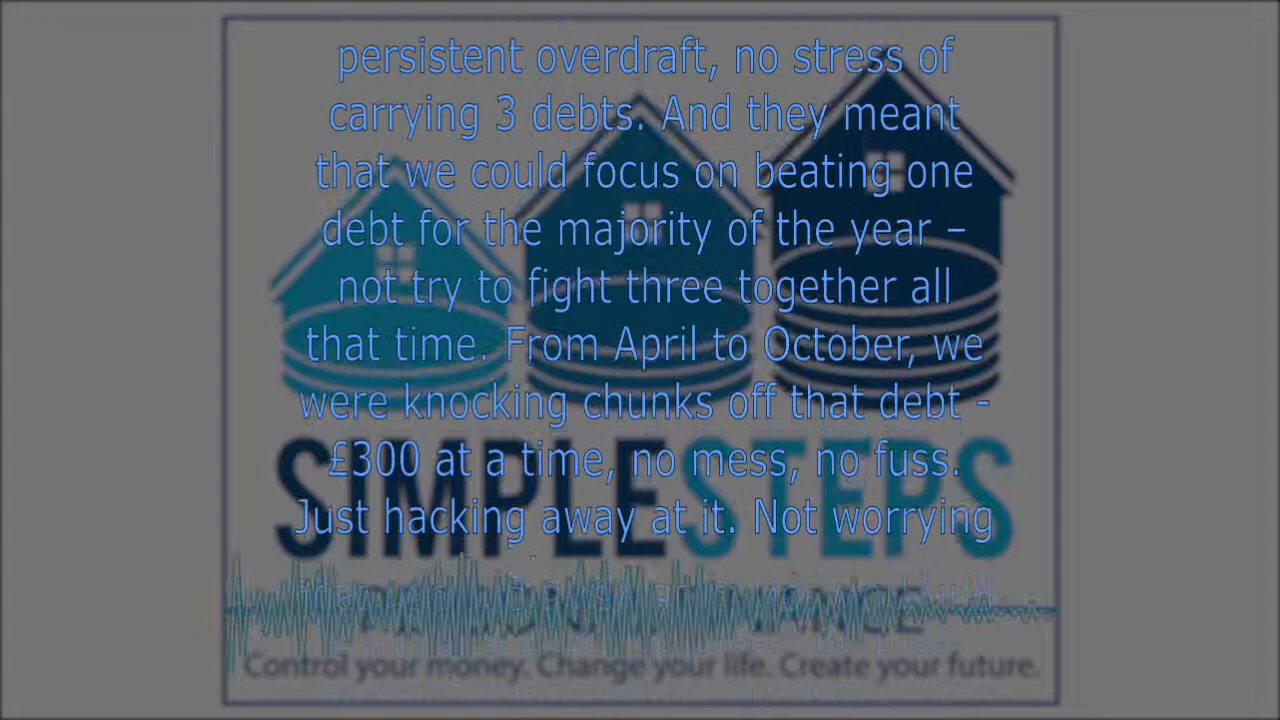 persistent overdraft, no stress of
carrying 3 debts. And they meant
that we could focus on beating one
debt for the majority of the year –
not try to fight three together all
that time. From April to October, we
were knocking chunks off that debt -
£300 at a time, no mess, no fuss.
Just hacking away at it. Not worrying
SIMPLESTEPS
Control your money. Change your life. Create your future.